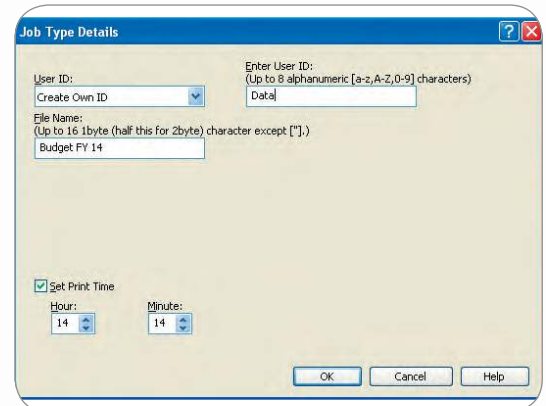 Job Type Details
Enter User ID:
User ID:
(Up to 8 alphanumeric [a-z,A-Z,0-9] characters)
Create Own ID
Data
File Name:
(Up to 16 1byte (half this for 2byte) character except ["].)
Budget FY 14
Set Print Time
Hour:
Minute:
14
14
OK
Cancel
Help